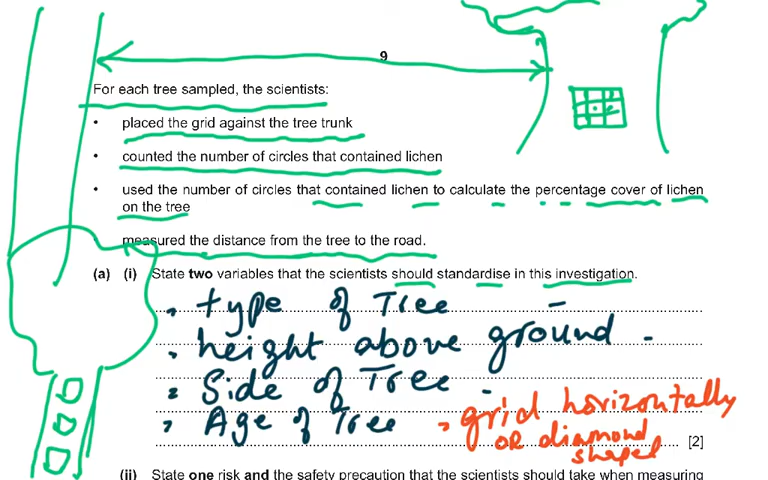 9
For each tree sampled, the scientists:
• placed the grid against the tree trunk
• counted the number of circles that contained lichen
• used the number of circles that contained lichen to calculate the percentage cover of lichen
on the tree
measured the distance from the tree to the road.
(a) (i) State two variables that the scientists should standardise in this investigation.
type of Tree
height above ground
Side of Tree
Age of Tree
grid horizontally
OR diamond
shape
[2]
(ii) State one risk and the safety precaution that the scientists should take when measuring